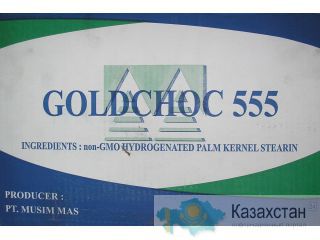 GOLDCHOC 555
INGREDIENTS : non-GMO HYDROGENATED PALM KERNEL STEARIN
PRODUCER :
PT. MUSIM MAS
Казахстан